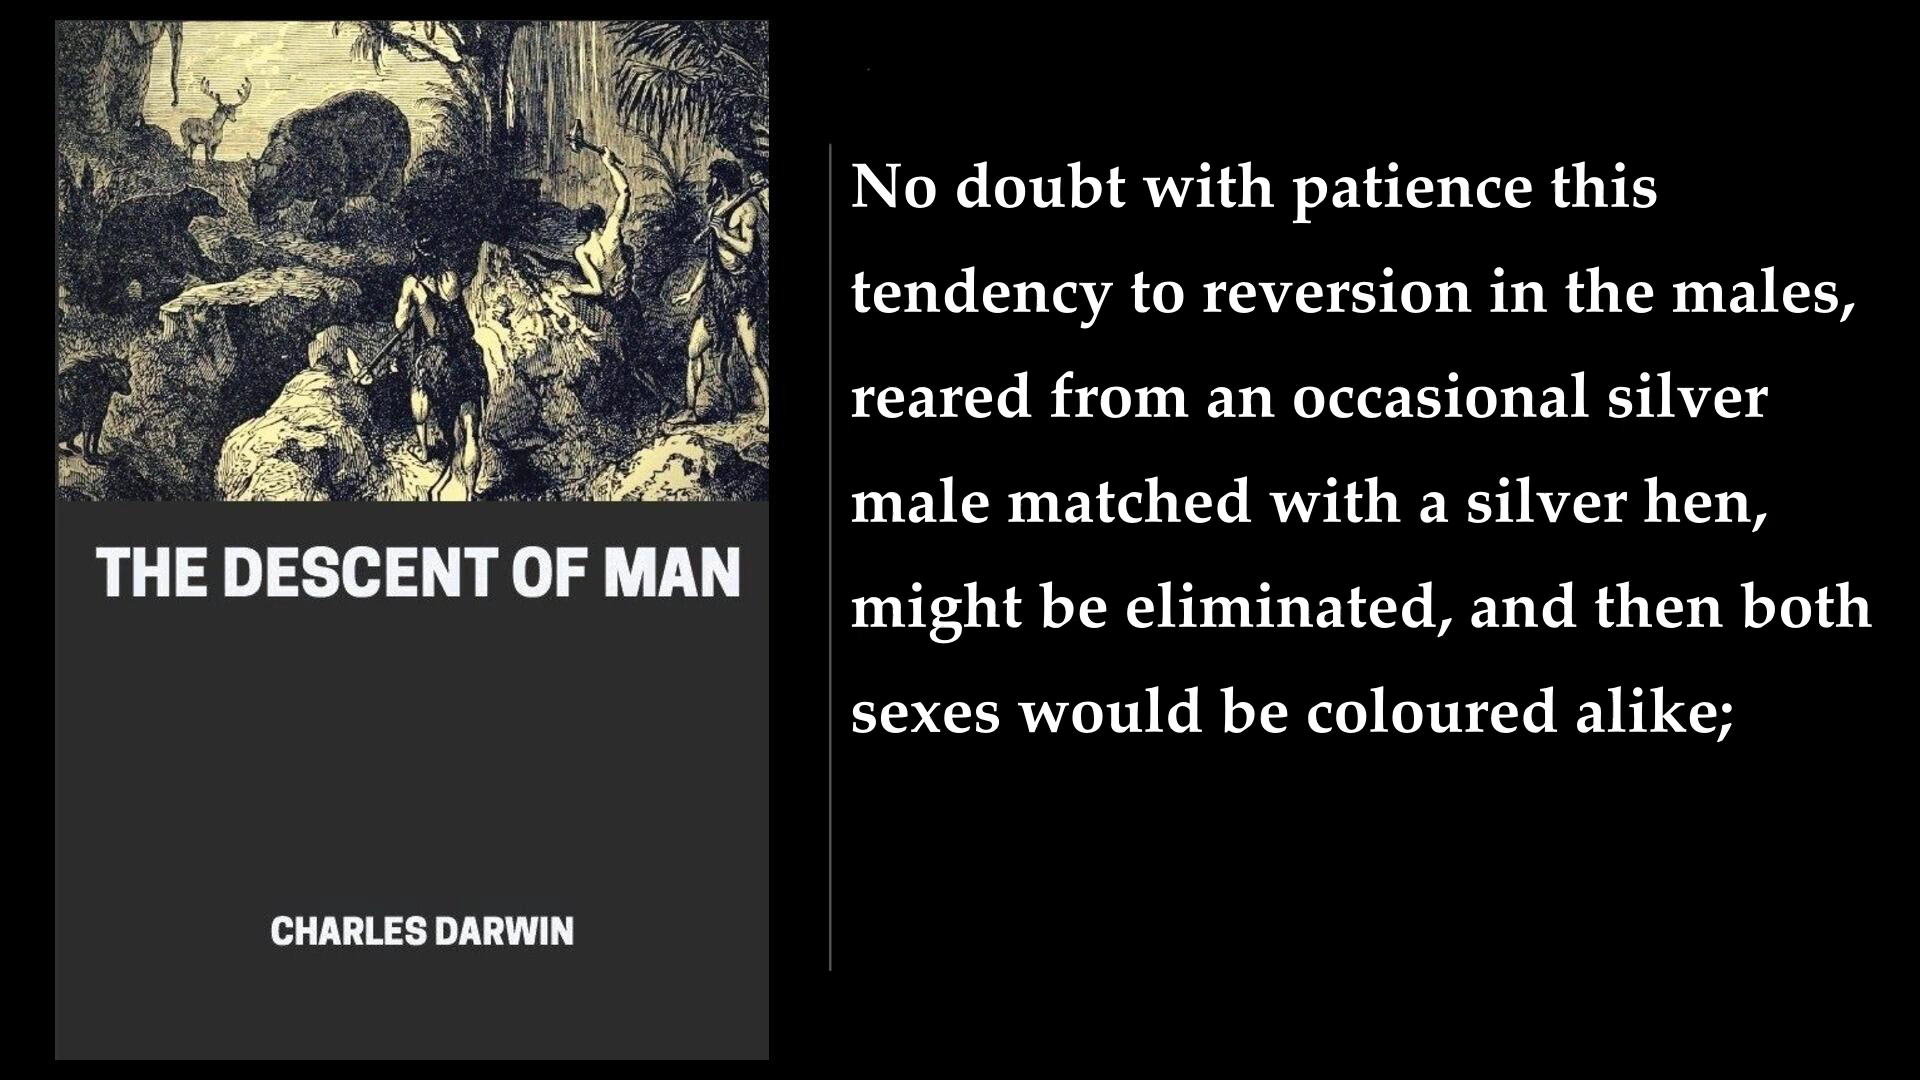 THE DESCENT OF MAN
CHARLES DARWIN
No doubt with patience this
tendency to reversion in the males,
reared from an occasional silver
male matched with a silver hen,
might be eliminated, and then both
sexes would be coloured alike;